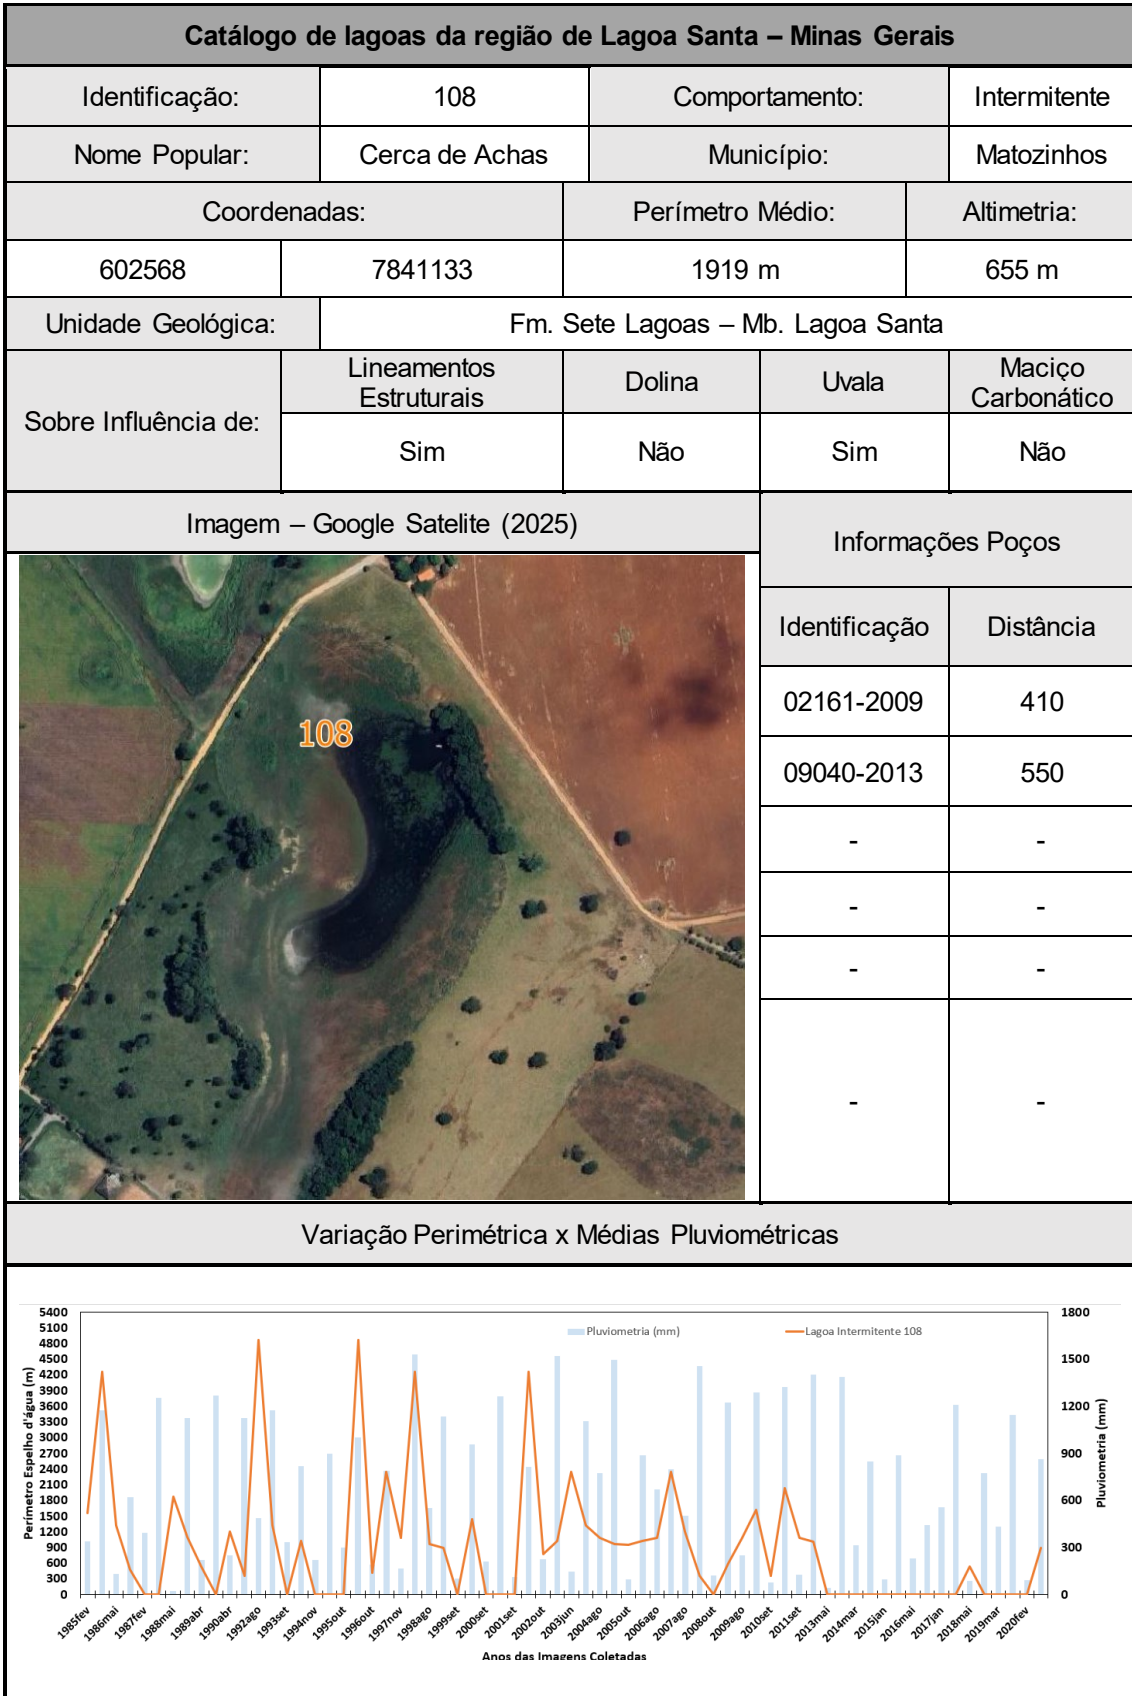 Catálogo de lagoas da região de Lagoa Santa – Minas Gerais
Identificação: 108 Comportamento: Intermitente
Nome Popular: Cerca de Achas Município: Matozinhos
Coordenadas: Perímetro Médio: Altimetria:
602568 7841133 1919 m 655 m
Unidade Geológica: Fm. Sete Lagoas – Mb. Lagoa Santa
Sobre Influência de:
Lineamentos Estruturais Dolina Uvala Maciço Carbonático
Sim Não Sim Não
Imagem – Google Satelite (2025)
Informações Poços
Identificação Distância
02161-2009 410
09040-2013 550
- -
- -
- -
- -
108
Variação Perimétrica x Médias Pluviométricas
Pluviometria (mm) Lagoa Intermitente 108
Perímetro Espelho d'água (m)
5400
5100
4800
4500
4200
3900
3600
3300
3000
2700
2400
2100
1800
1500
1200
900
600
300
0
1800
1500
1200
900
600
300
0
Pluviometria (mm)
1985fev 1986mai 1987fev 1988mai 1989abr 1990abr 1992ago 1993set 1994nov 1995out 1996out 1997nov 1998ago 1999set 2000set 2001set 2002out 2003jun 2004ago 2005out 2006ago 2007ago 2008out 2009ago 2010set 2011set 2013mai 2014mar 2015jan 2016mai 2017jan 2018mai 2019mar 2020fev
Anos das Imagens Coletadas